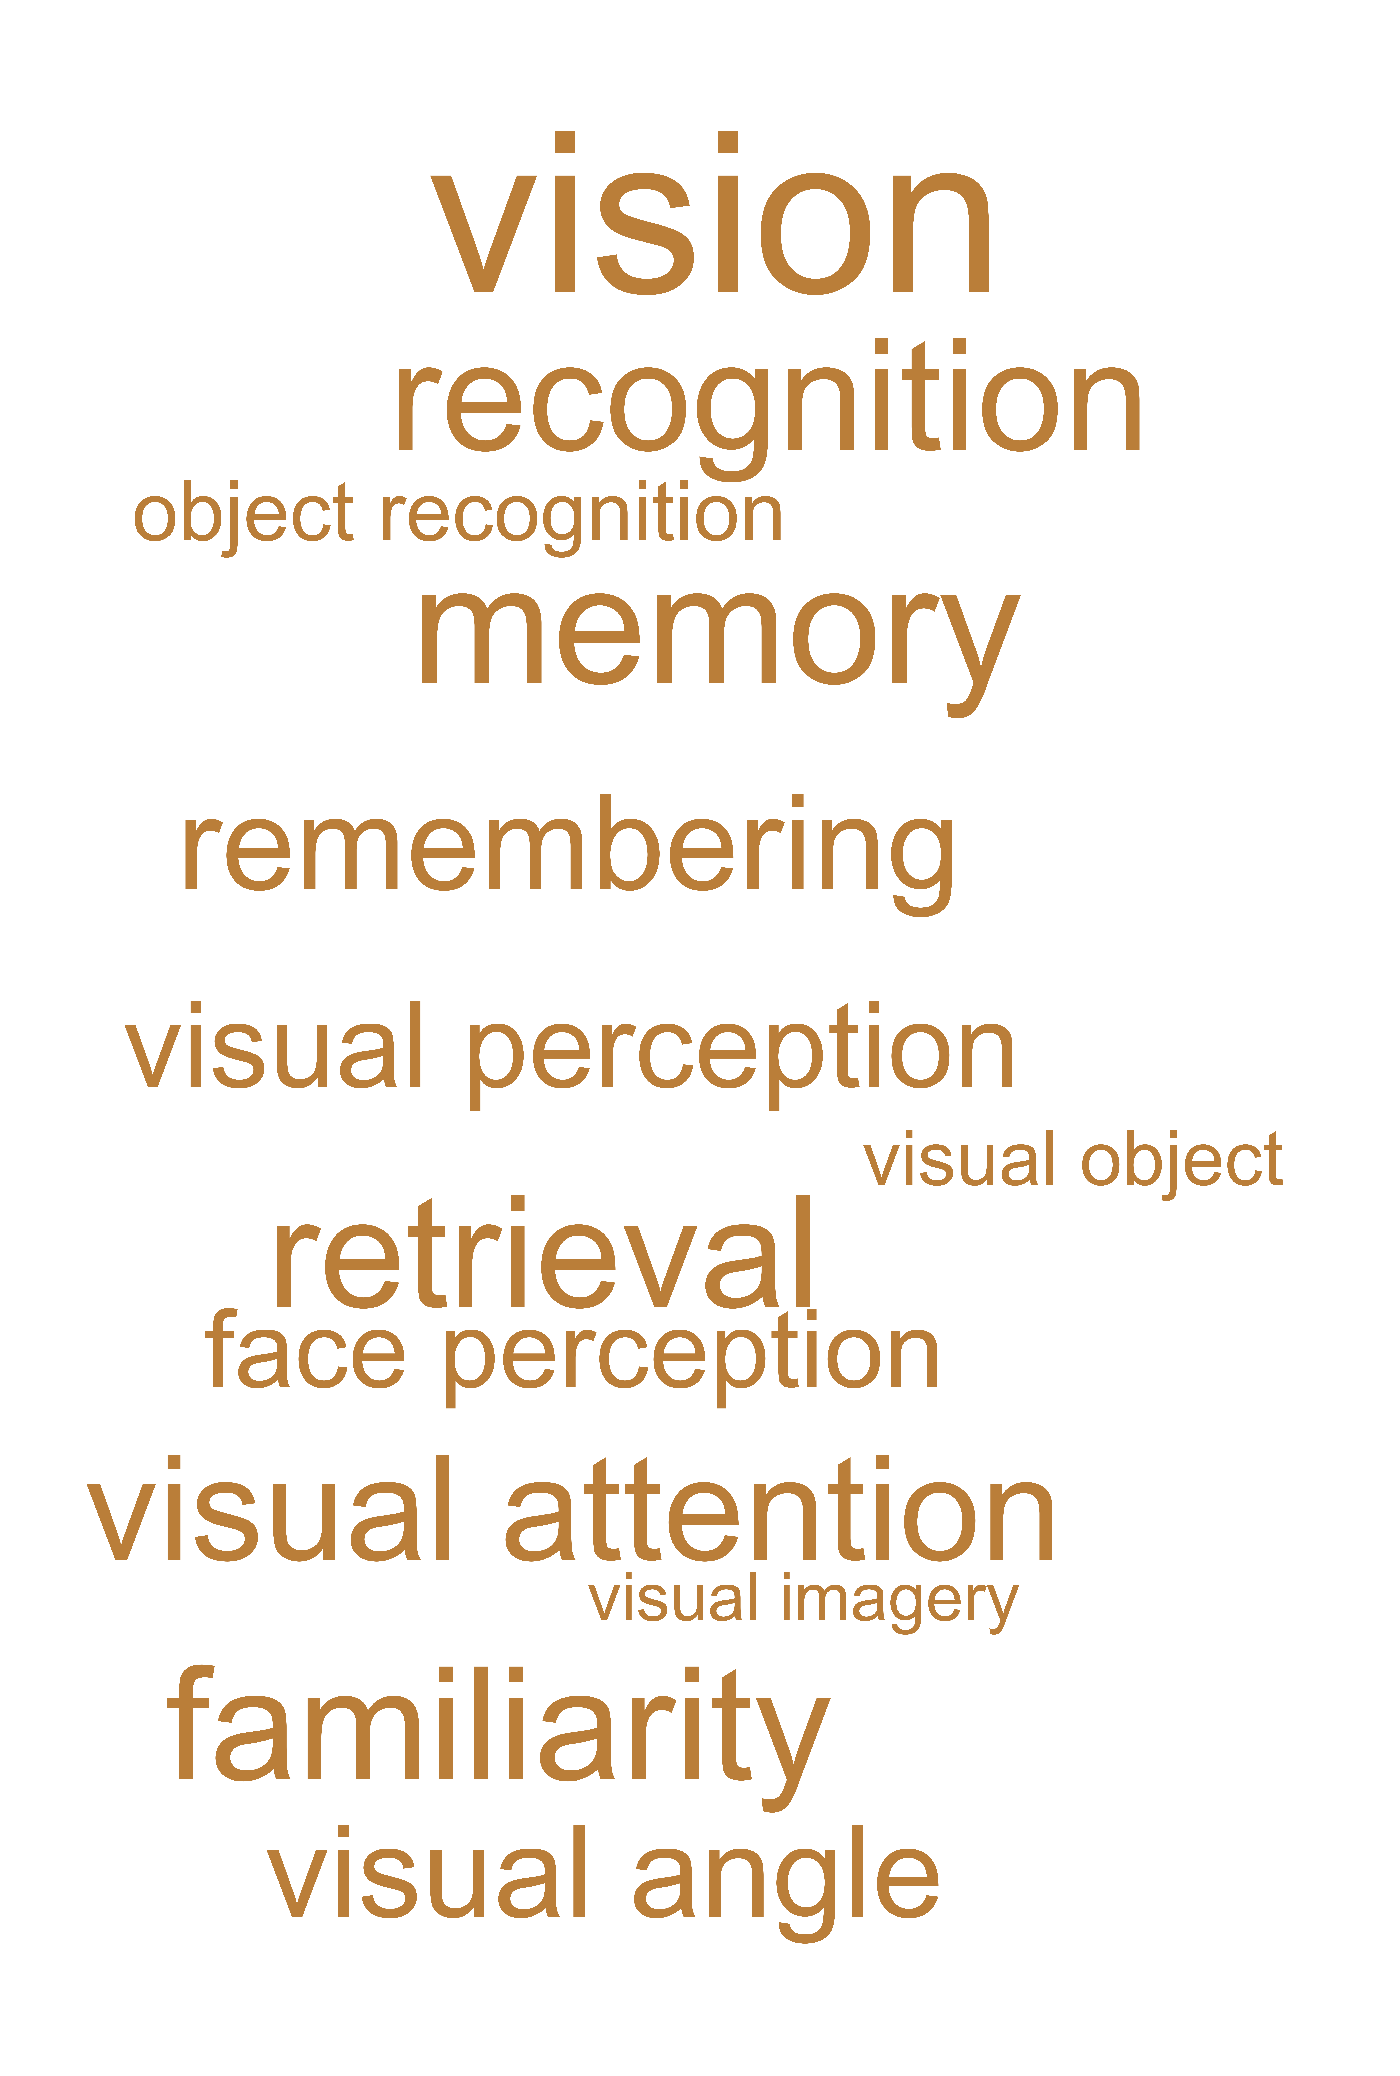 vision
recognition
object recognition
memory
remembering
visual perception
visual object
retrieval
face perception
visual attention
visual imagery
familiarity
visual angle